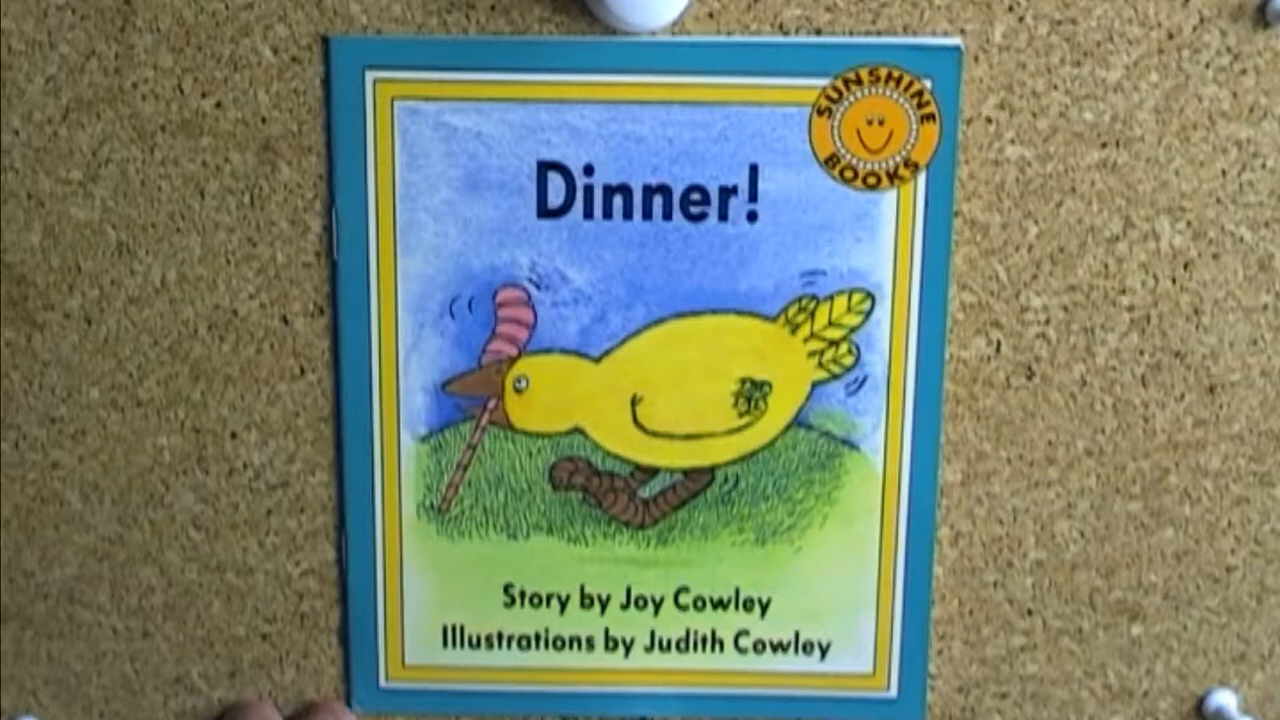 SUNSHINE
BOOKS
Dinner!
Story by Joy Cowley
Illustrations by Judith Cowley